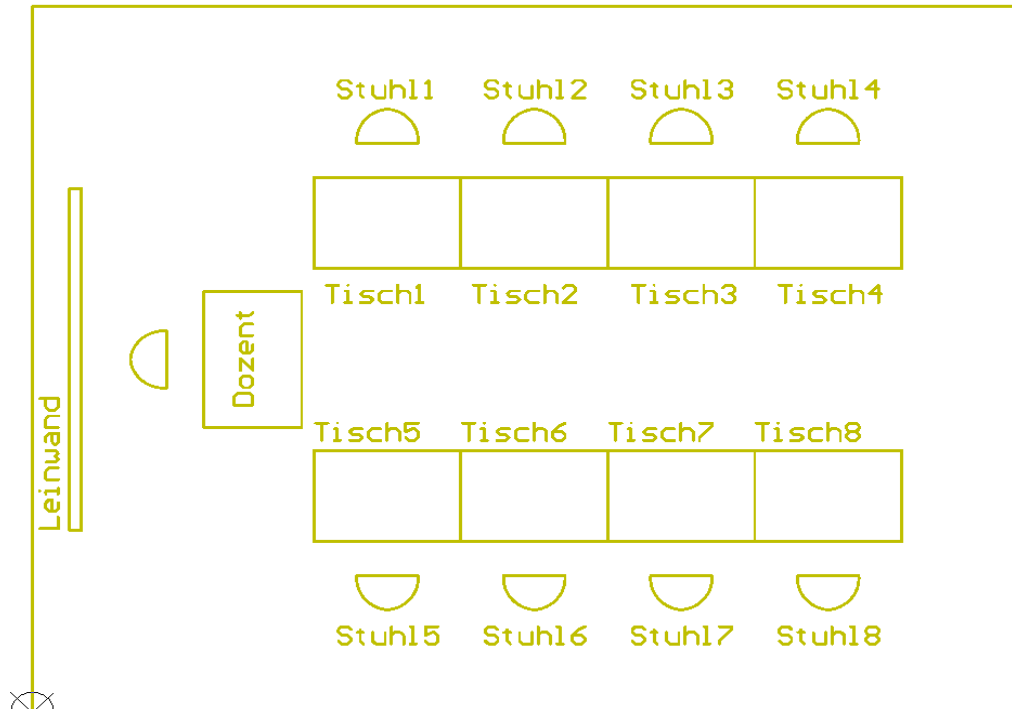 Stuhl1 Stuhl2 Stuhl3 Stuhl4
Tisch1 Tisch2 Tisch3 Tisch4
Dozent
Leinwand
Tisch5 Tisch6 Tisch7 Tisch8
Stuhl5 Stuhl6 Stuhl7 Stuhl8